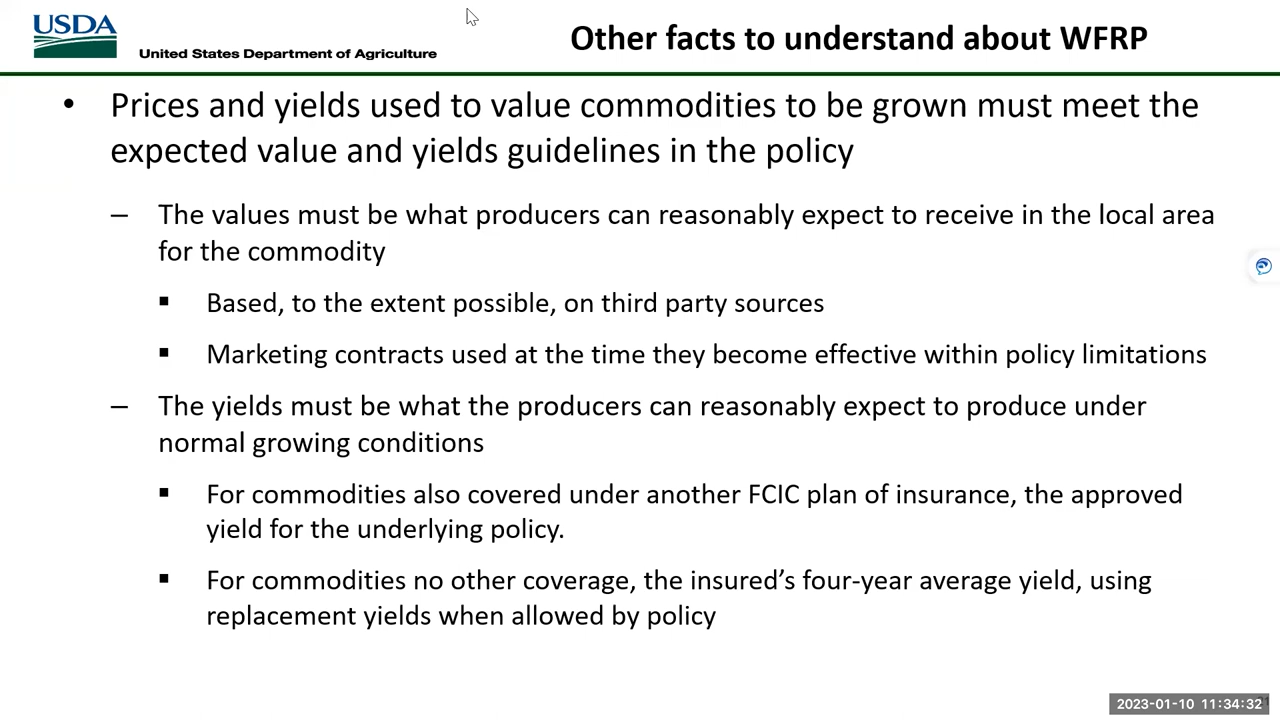 USDA
United States Department of Agriculture
Other facts to understand about WFRP
• Prices and yields used to value commodities to be grown must meet the
expected value and yields guidelines in the policy
– The values must be what producers can reasonably expect to receive in the local area
for the commodity
▪ Based, to the extent possible, on third party sources
▪ Marketing contracts used at the time they become effective within policy limitations
– The yields must be what the producers can reasonably expect to produce under
normal growing conditions
▪ For commodities also covered under another FCIC plan of insurance, the approved
yield for the underlying policy.
▪ For commodities no other coverage, the insured’s four-year average yield, using
replacement yields when allowed by policy
2023-01-10 11:34:32